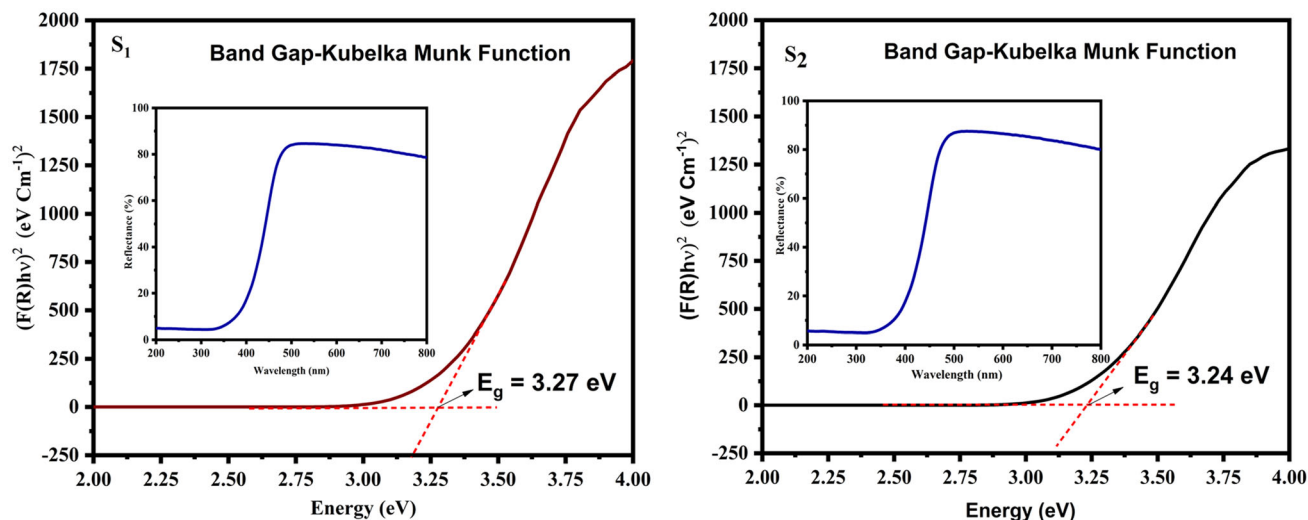 S1
Band Gap-Kubelka Munk Function
(F(R)hν)² (eV Cm⁻¹)²
2000
1750
1500
1250
1000
750
500
250
0
-250
2.00 2.25 2.50 2.75 3.00 3.25 3.50 3.75 4.00
Energy (eV)
Reflectance (%)
100
80
60
40
20
0
200 300 400 500 600 700 800
Wavelength (nm)
Eg = 3.27 eV
S2
Band Gap-Kubelka Munk Function
(F(R)hν)² (eV Cm⁻¹)²
2000
1750
1500
1250
1000
750
500
250
0
-250
2.00 2.25 2.50 2.75 3.00 3.25 3.50 3.75 4.00
Energy (eV)
Reflectance (%)
100
80
60
40
20
0
200 300 400 500 600 700 800
Wavelength (nm)
Eg = 3.24 eV